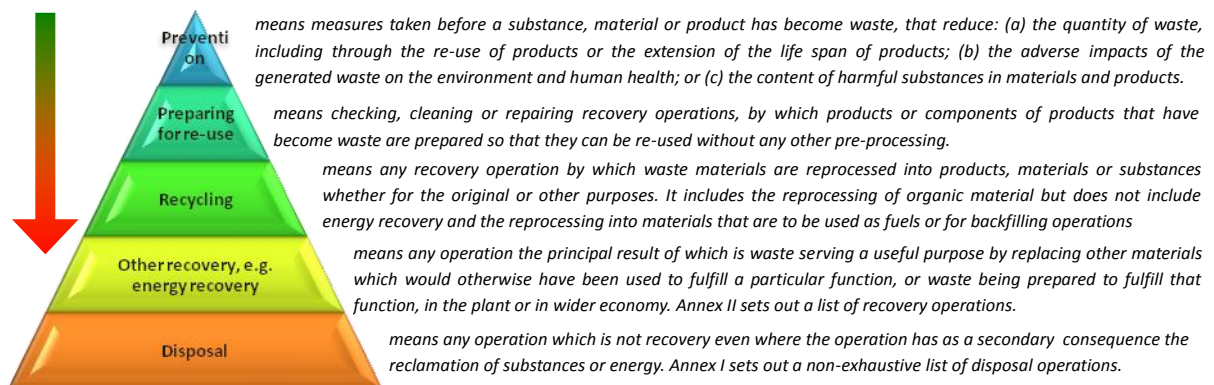 Preventi
on
means measures taken before a substance, material or product has become waste, that reduce: (a) the quantity of waste,
including through the re-use of products or the extension of the life span of products; (b) the adverse impacts of the
generated waste on the environment and human health; or (c) the content of harmful substances in materials and products.
Preparing
for re-use
means checking, cleaning or repairing recovery operations, by which products or components of products that have
become waste are prepared so that they can be re-used without any other pre-processing.
Recycling
means any recovery operation by which waste materials are reprocessed into products, materials or substances
whether for the original or other purposes. It includes the reprocessing of organic material but does not include
energy recovery and the reprocessing into materials that are to be used as fuels or for backfilling operations
Other recovery, e.g.
energy recovery
means any operation the principal result of which is waste serving a useful purpose by replacing other materials
which would otherwise have been used to fulfill a particular function, or waste being prepared to fulfill that
function, in the plant or in wider economy. Annex II sets out a list of recovery operations.
Disposal
means any operation which is not recovery even where the operation has as a secondary consequence the
reclamation of substances or energy. Annex I sets out a non-exhaustive list of disposal operations.